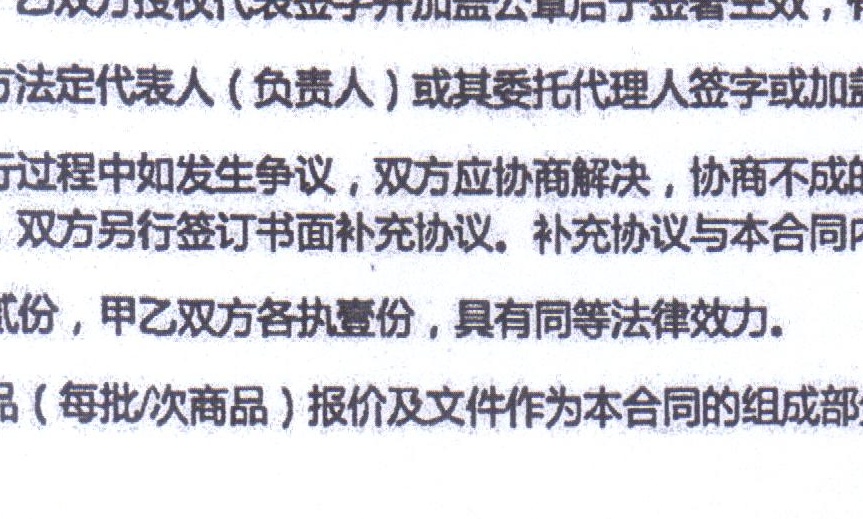 乙双方授权代表签字并加盖公章后于签署生效，
方法定代表人（负责人）或其委托代理人签字或加盖
行过程中如发生争议，双方应协商解决，协商不成的
双方另行签订书面补充协议。补充协议与本合同内
贰份，甲乙双方各执壹份，具有同等法律效力。
品（每批/次商品）报价及文件作为本合同的组成部分